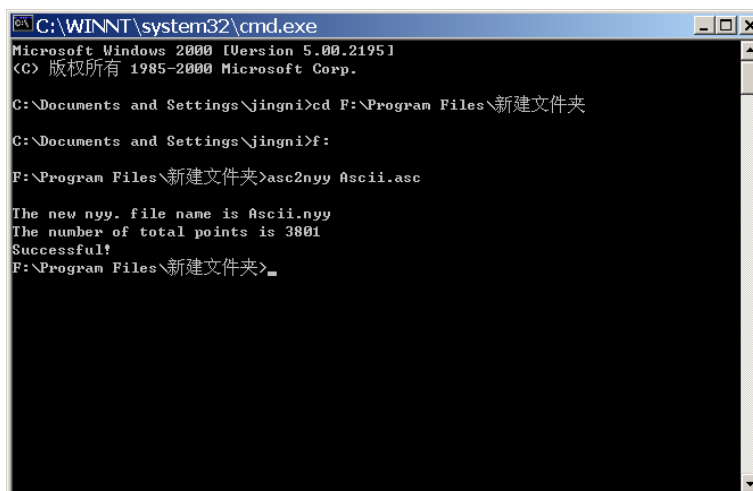 C:\WINNT\system32\cmd.exe
Microsoft Windows 2000 [Version 5.00.2195]
(C) 版权所有 1985-2000 Microsoft Corp.
C:\Documents and Settings\jingni>cd F:\Program Files\新建文件夹
C:\Documents and Settings\jingni>f:
F:\Program Files\新建文件夹>asc2nyy Ascii.asc
The new nyy. file name is Ascii.nyy
The number of total points is 3801
Successful!
F:\Program Files\新建文件夹>_